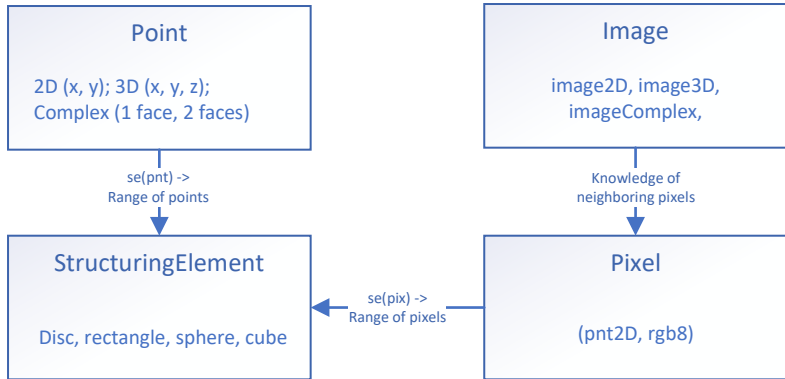 Point
2D (x, y); 3D (x, y, z);
Complex (1 face, 2 faces)
Image
image2D, image3D,
imageComplex,
se(pnt) ->
Range of points
Knowledge of
neighboring pixels
StructuringElement
Disc, rectangle, sphere, cube
se(pix) ->
Range of pixels
Pixel
(pnt2D, rgb8)